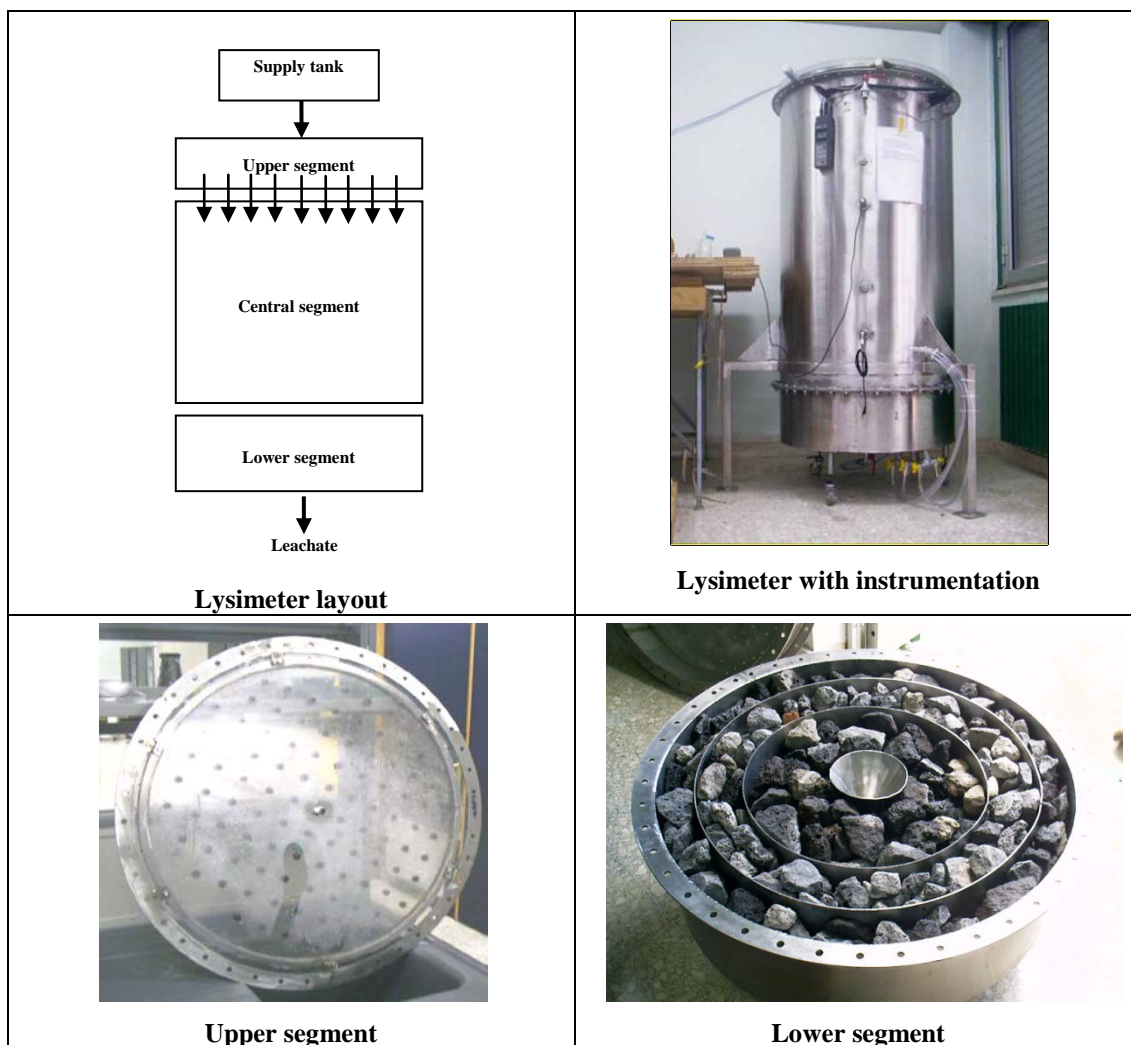 Supply tank
Upper segment
Central segment
Lower segment
Leachate
Lysimeter layout
Lysimeter with instrumentation
Upper segment
Lower segment